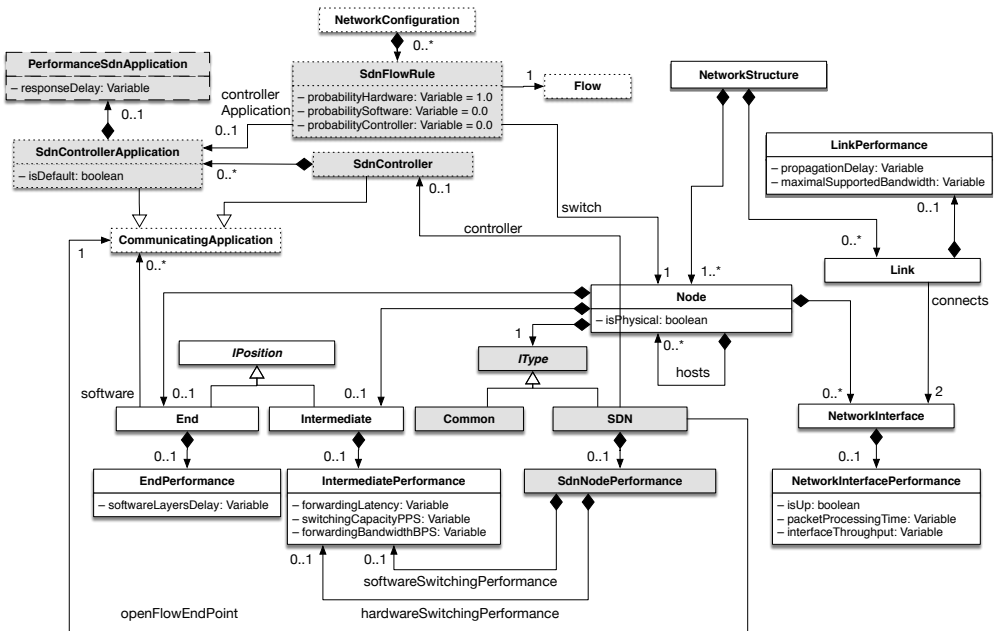 NetworkConfiguration
0..*
PerformanceSdnApplication
– responseDelay: Variable
SdnFlowRule
– probabilityHardware: Variable = 1.0
– probabilitySoftware: Variable = 0.0
– probabilityController: Variable = 0.0
1
Flow
NetworkStructure
controller
Application
0..1
0..1
SdnControllerApplication
– isDefault: boolean
0..*
SdnController
0..1
LinkPerformance
– propagationDelay: Variable
– maximalSupportedBandwidth: Variable
0..1
switch
controller
CommunicatingApplication
1
0..*
1
1..*
0..*
Link
connects
Node
– isPhysical: boolean
1
0..*
hosts
IPosition
IType
software
0..1
0..1
0..*
2
End
Intermediate
Common
SDN
NetworkInterface
0..1
0..1
0..1
0..1
EndPerformance
– softwareLayersDelay: Variable
IntermediatePerformance
– forwardingLatency: Variable
– switchingCapacityPPS: Variable
– forwardingBandwidthBPS: Variable
SdnNodePerformance
NetworkInterfacePerformance
– isUp: boolean
– packetProcessingTime: Variable
– interfaceThroughput: Variable
0..1
0..1
softwareSwitchingPerformance
openFlowEndPoint
hardwareSwitchingPerformance